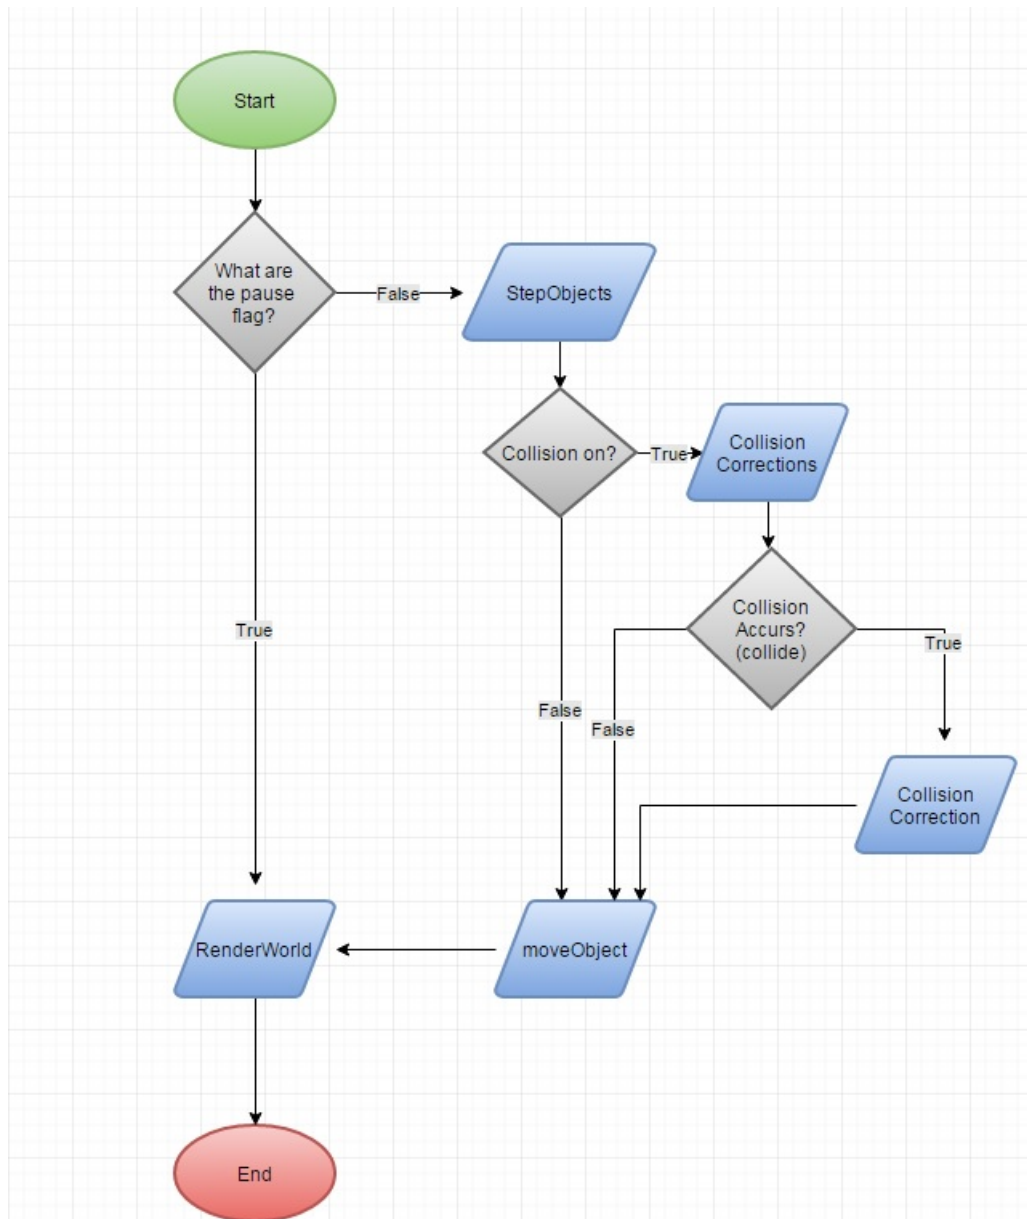 Start
What are
the pause
flag?
False
StepObjects
Collision on?
True
Collision
Corrections
Collision
Accurs?
(collide)
True
True
False
False
Collision
Correction
RenderWorld
moveObject
End